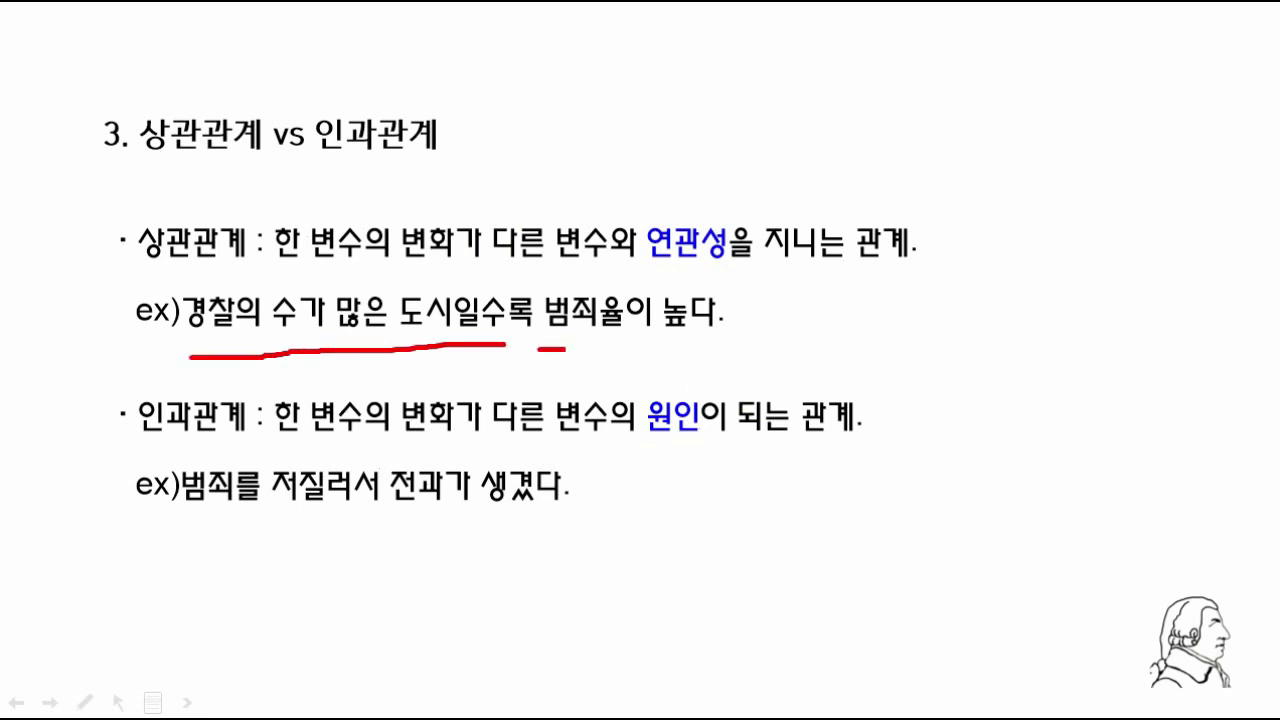 3. 상관관계 vs 인과관계
· 상관관계 : 한 변수의 변화가 다른 변수와 연관성을 지니는 관계.
ex)경찰의 수가 많은 도시일수록 범죄율이 높다.
· 인과관계 : 한 변수의 변화가 다른 변수의 원인이 되는 관계.
ex)범죄를 저질러서 전과가 생겼다.